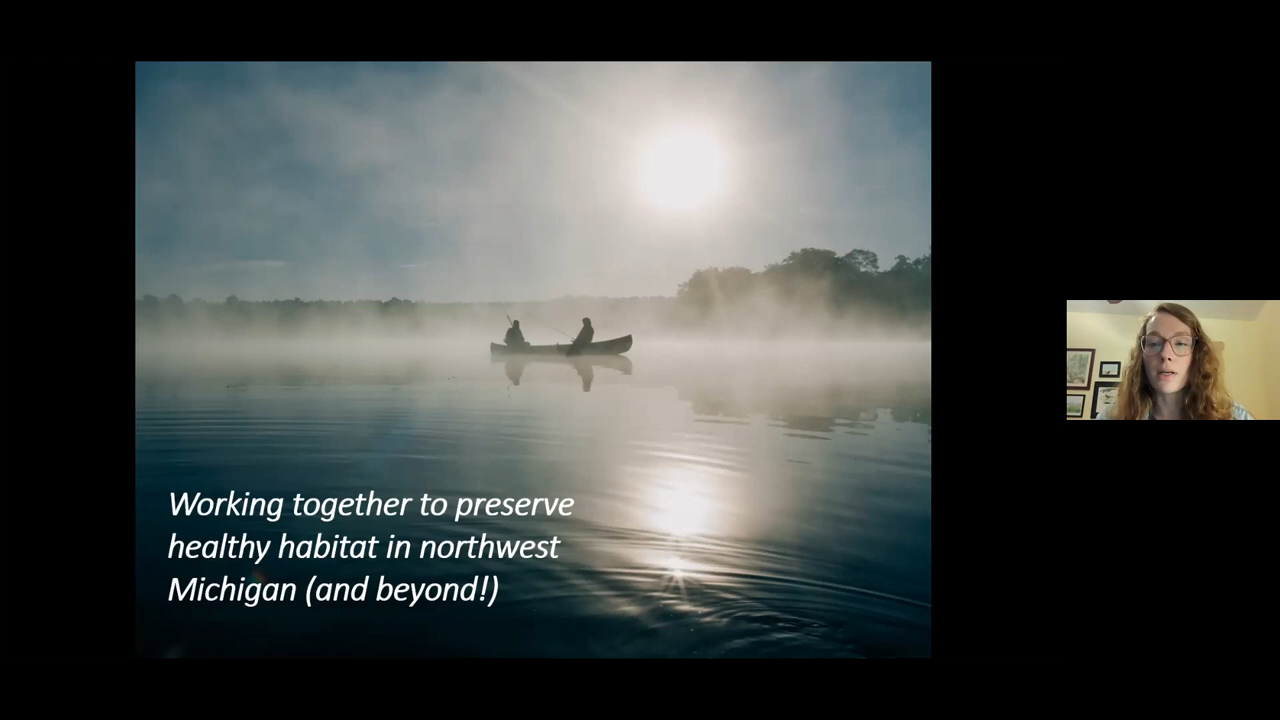 Working together to preserve
healthy habitat in northwest
Michigan (and beyond!)